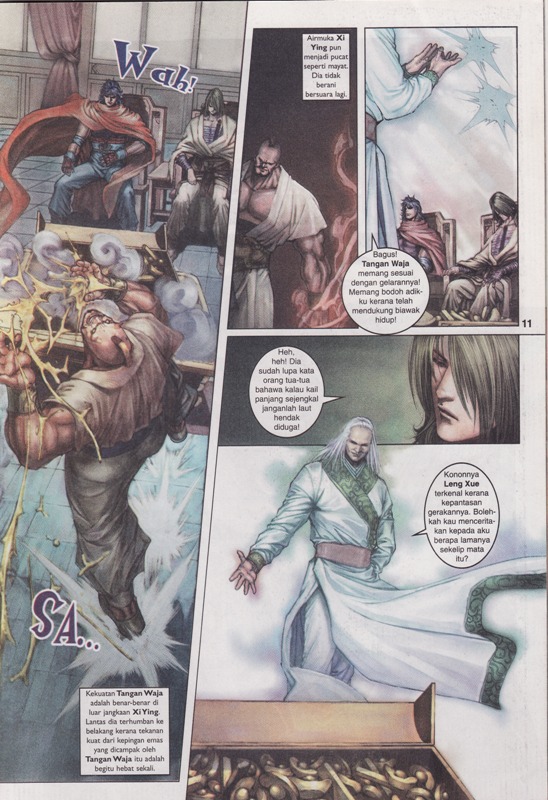 Wah!
SA...
Kekuatan Tangan Waja
adalah benar-benar di
luar jangkaan Xi Ying.
Lantas dia terhumban ke
belakang kerana tekanan
kuat dari kepingan emas
yang dicampak oleh
Tangan Waja itu adalah
begitu hebat sekali.
Airmuka Xi
Ying pun
menjadi pucat
seperti mayat.
Dia tidak
berani
bersuara lagi.
Bagus!
Tangan Waja
memang sesuai
dengan gelarannya!
Memang bodoh adik-
ku kerana telah
mendukung biawak
hidup!
11
Heh,
heh! Dia
sudah lupa kata
orang tua-tua
bahawa kalau kail
panjang sejengkal
janganlah laut
hendak
diduga!
Kononnya
Leng Xue
terkenal kerana
kepantasan
gerakannya. Boleh-
kah kau mencerita-
kan kepada aku
berapa lamanya
sekelip mata
itu?